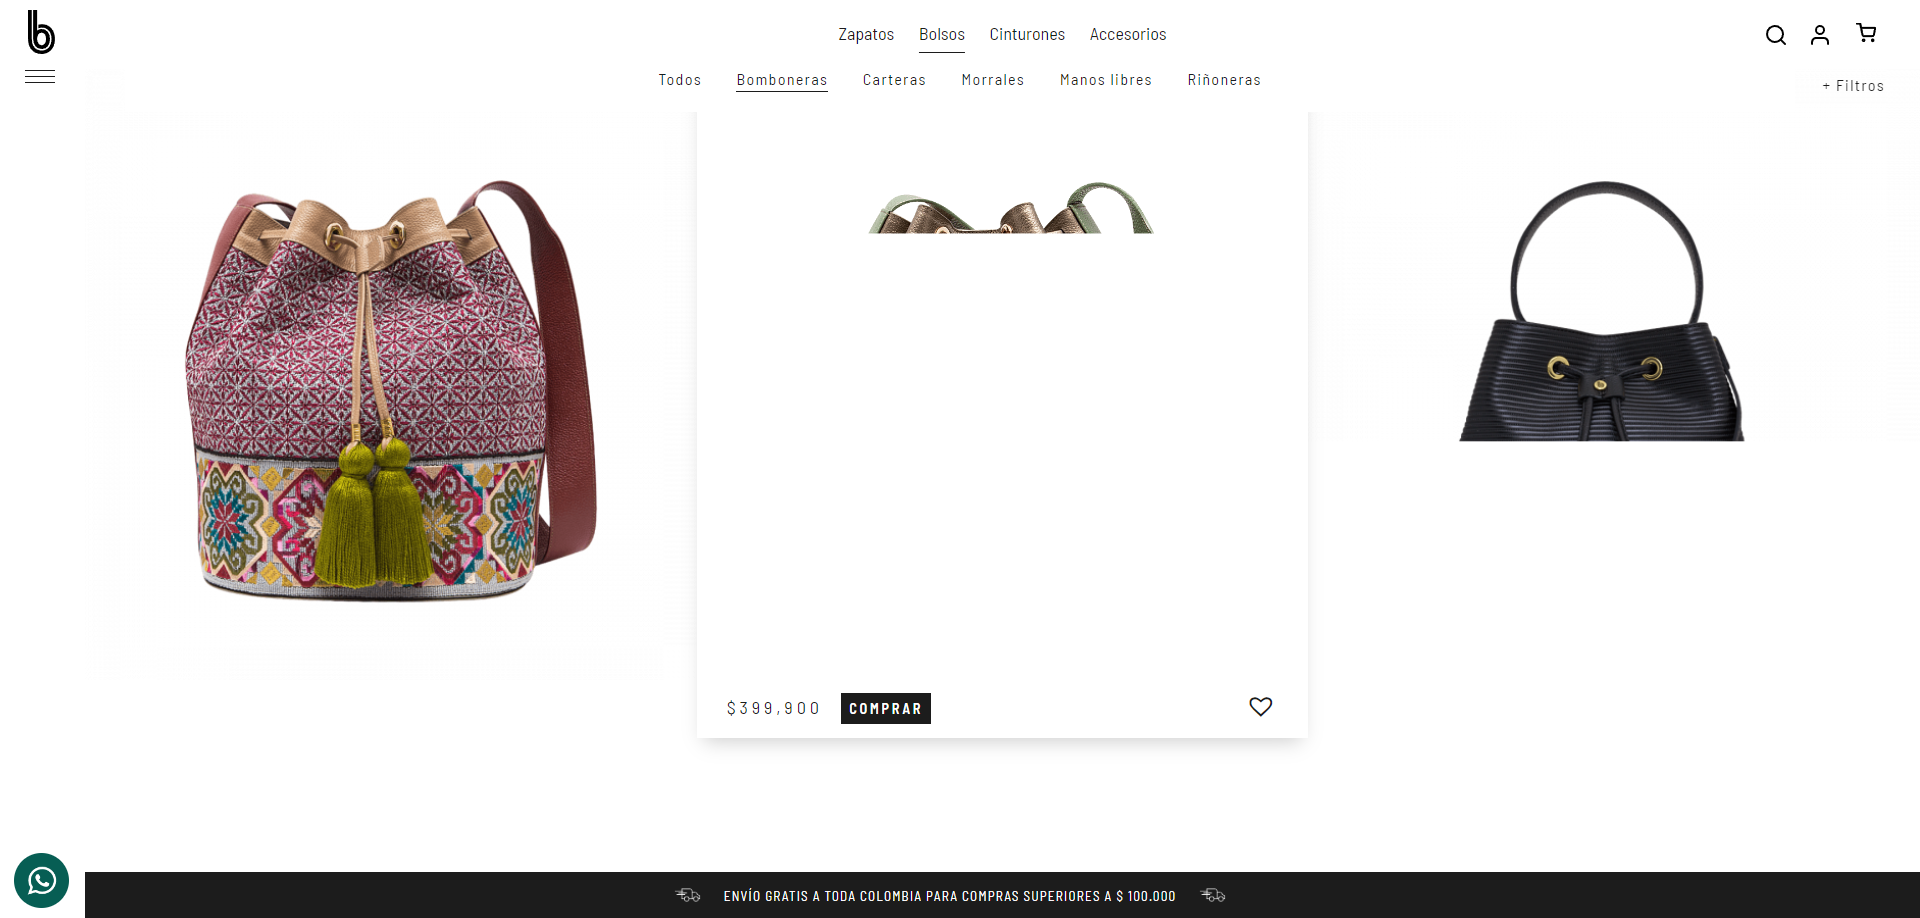 b
Zapatos Bolsos Cinturones Accesorios
Todos Bomboneras Carteras Morrales Manos libres Riñoneras
+ Filtros
$399,900 COMPRAR
ENVÍO GRATIS A TODA COLOMBIA PARA COMPRAS SUPERIORES A $ 100.000